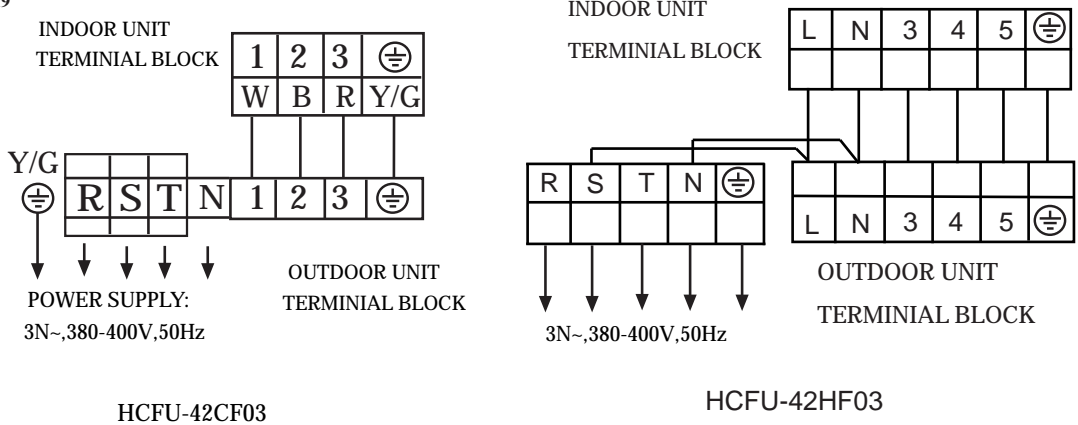 9
INDOOR UNIT
TERMINIAL BLOCK
1 2 3
W B R Y/G
Y/G
R S T N 1 2 3
OUTDOOR UNIT
TERMINIAL BLOCK
POWER SUPPLY:
3N~,380-400V,50Hz
HCFU-42CF03
INDOOR UNIT
TERMINIAL BLOCK
L N 3 4 5
R S T N
L N 3 4 5
OUTDOOR UNIT
TERMINIAL BLOCK
3N~,380-400V,50Hz
HCFU-42HF03